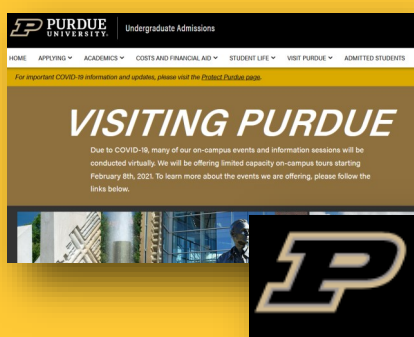 PURDUE
UNIVERSITY.
Undergraduate Admissions
HOME APPLYING ACADEMICS COSTS AND FINANCIAL AID STUDENT LIFE VISIT PURDUE ADMITTED STUDENTS
For important COVID-19 information and updates, please visit the Protect Purdue page.
VISITING PURDUE
Due to COVID-19, many of our on-campus events and information sessions will be
conducted virtually. We will be offering limited capacity on-campus tours starting
February 8th, 2021. To learn more about the events we are offering, please follow the
links below.
P